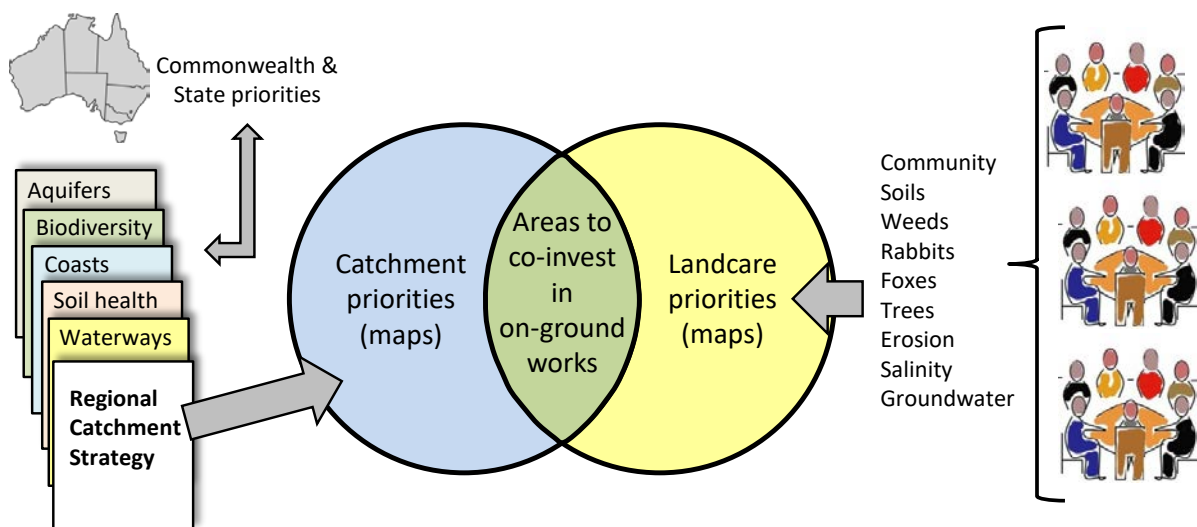 Commonwealth &
State priorities
Aquifers
Biodiversity
Coasts
Soil health
Waterways
Regional
Catchment
Strategy
Catchment
priorities
(maps)
Areas to
co-invest
in
on-ground
works
Landcare
priorities
(maps)
Community
Soils
Weeds
Rabbits
Foxes
Trees
Erosion
Salinity
Groundwater